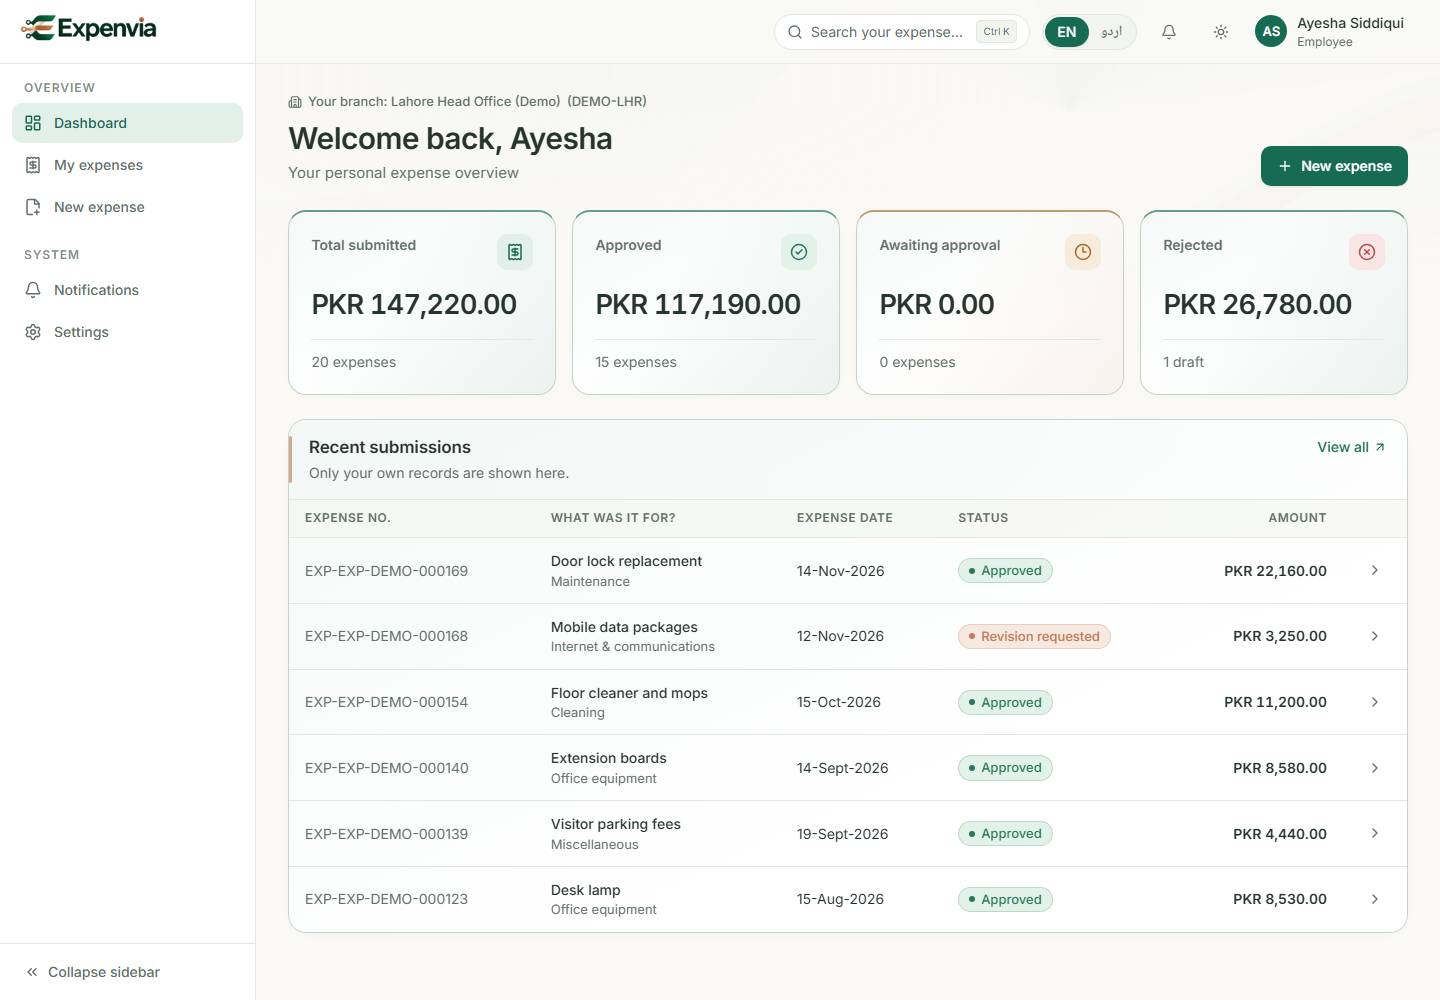 Expenvia
Search your expense... Ctrl K
EN اردو
AS Ayesha Siddiqui
Employee
OVERVIEW
Dashboard
My expenses
New expense
SYSTEM
Notifications
Settings
Collapse sidebar
Your branch: Lahore Head Office (Demo) (DEMO-LHR)
Welcome back, Ayesha
Your personal expense overview
New expense
Total submitted
PKR 147,220.00
20 expenses
Approved
PKR 117,190.00
15 expenses
Awaiting approval
PKR 0.00
0 expenses
Rejected
PKR 26,780.00
1 draft
Recent submissions
View all
Only your own records are shown here.
EXPENSE NO. WHAT WAS IT FOR? EXPENSE DATE STATUS AMOUNT
EXP-EXP-DEMO-000169 Door lock replacement 14-Nov-2026 Approved PKR 22,160.00
Maintenance
EXP-EXP-DEMO-000168 Mobile data packages 12-Nov-2026 Revision requested PKR 3,250.00
Internet & communications
EXP-EXP-DEMO-000154 Floor cleaner and mops 15-Oct-2026 Approved PKR 11,200.00
Cleaning
EXP-EXP-DEMO-000140 Extension boards 14-Sept-2026 Approved PKR 8,580.00
Office equipment
EXP-EXP-DEMO-000139 Visitor parking fees 19-Sept-2026 Approved PKR 4,440.00
Miscellaneous
EXP-EXP-DEMO-000123 Desk lamp 15-Aug-2026 Approved PKR 8,530.00
Office equipment